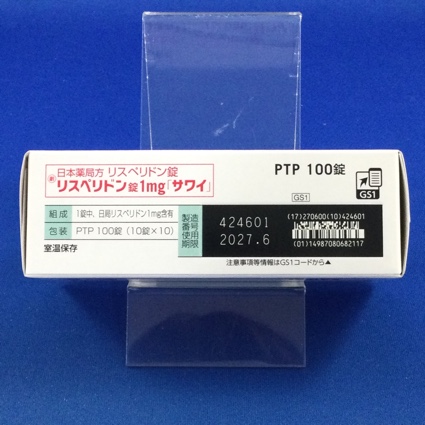 日本薬局方 リスペリドン錠
劇 リスペリドン錠1mg「サワイ」
PTP 100錠
GS1
GS1
組成 1錠中、日局リスペリドン1mg含有
包装 PTP 100錠(10錠×10)
室温保存
製造番号 424601
使用期限 2027.6
(17)270600(10)424601
(01)14987080682117
注意事項等情報はGS1コードから▲